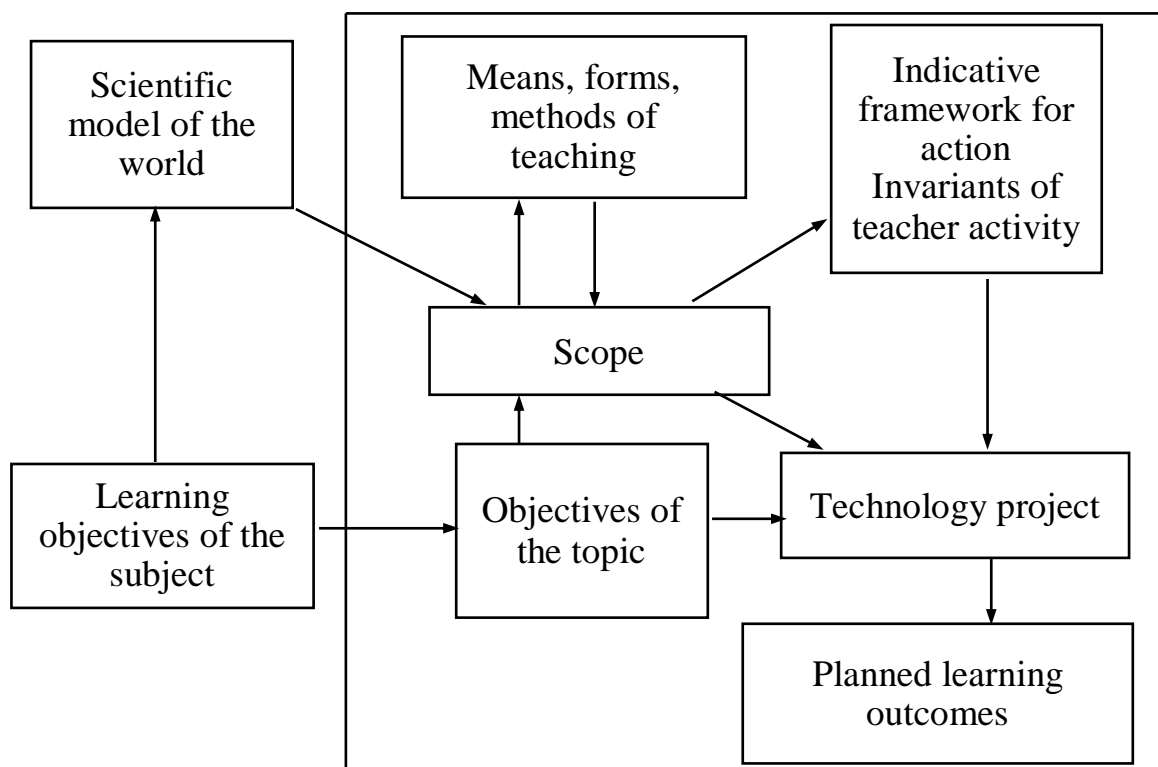 Scientific
model of the
world
Means, forms,
methods of
teaching
Indicative
framework for
action
Invariants of
teacher activity
Scope
Learning
objectives of the
subject
Objectives of
the topic
Technology project
Planned learning
outcomes